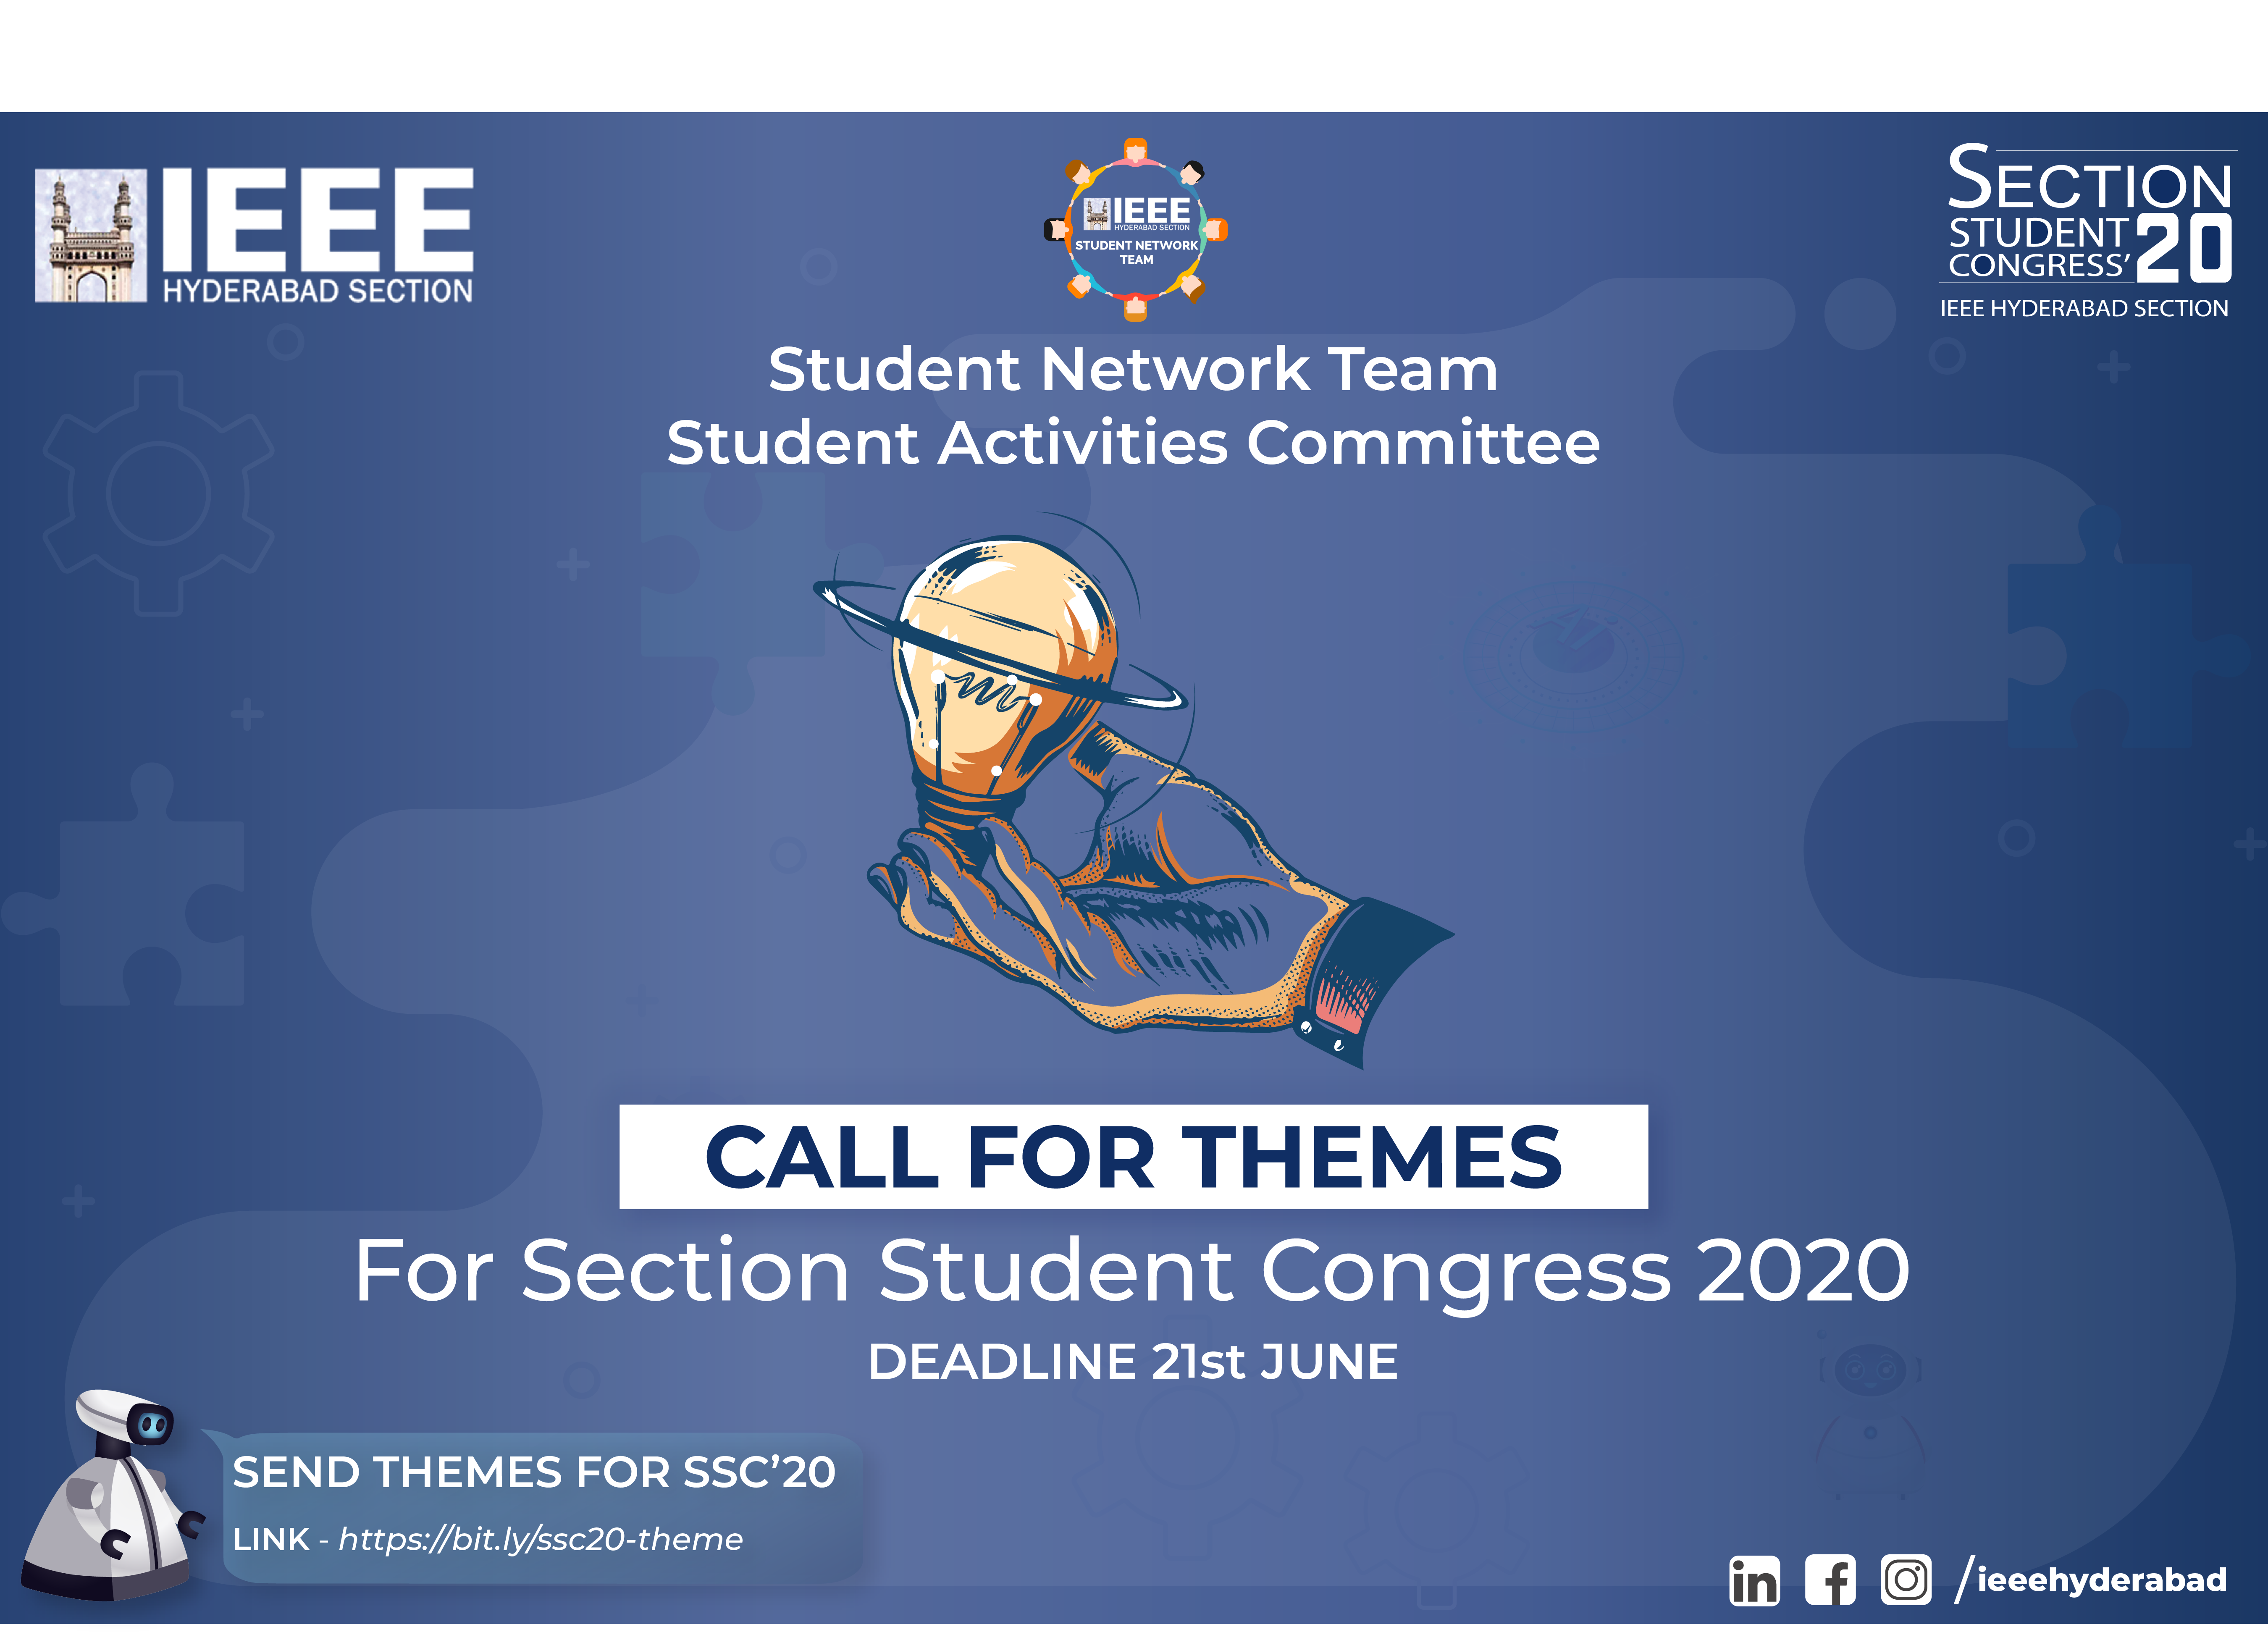 IEEE
HYDERABAD SECTION
IEEE
HYDERABAD SECTION
STUDENT NETWORK
TEAM
SECTION
STUDENT
CONGRESS’20
IEEE HYDERABAD SECTION
Student Network Team
Student Activities Committee
CALL FOR THEMES
For Section Student Congress 2020
DEADLINE 21st JUNE
SEND THEMES FOR SSC’20
LINK - https://bit.ly/ssc20-theme
in f /ieeehyderabad